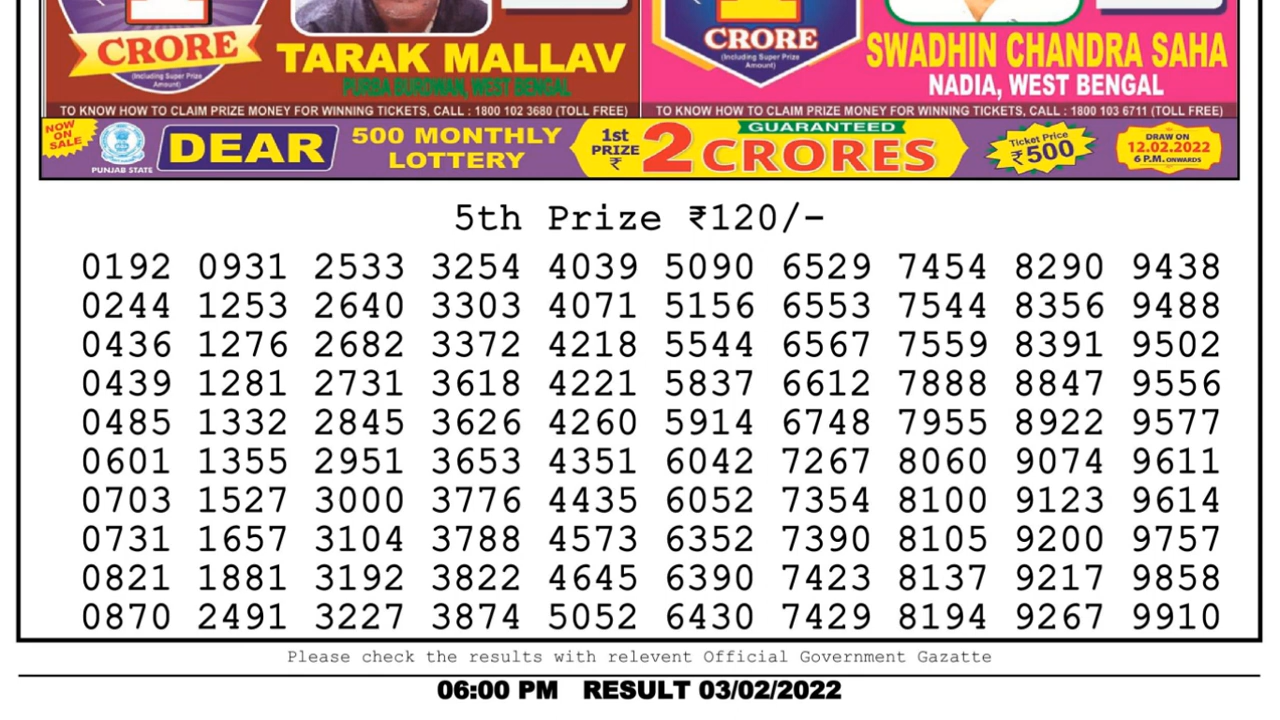 CRORE
(Including Super Prize
Amount)
TARAK MALLAV
PURBA BURDWAN, WEST BENGAL
TO KNOW HOW TO CLAIM PRIZE MONEY FOR WINNING TICKETS, CALL : 1800 102 3680 (TOLL FREE)
CRORE
(Including Super Prize
Amount)
SWADHIN CHANDRA SAHA
NADIA, WEST BENGAL
TO KNOW HOW TO CLAIM PRIZE MONEY FOR WINNING TICKETS, CALL : 1800 103 6711 (TOLL FREE)
NOW
ON
SALE
PUNJAB STATE
DEAR
500 MONTHLY
LOTTERY
1st
PRIZE
₹
GUARANTEED
2 CRORES
Ticket Price
₹500
DRAW ON
12.02.2022
6 P.M. ONWARDS
5th Prize ₹120/-
0192 0931 2533 3254 4039 5090 6529 7454 8290 9438
0244 1253 2640 3303 4071 5156 6553 7544 8356 9488
0436 1276 2682 3372 4218 5544 6567 7559 8391 9502
0439 1281 2731 3618 4221 5837 6612 7888 8847 9556
0485 1332 2845 3626 4260 5914 6748 7955 8922 9577
0601 1355 2951 3653 4351 6042 7267 8060 9074 9611
0703 1527 3000 3776 4435 6052 7354 8100 9123 9614
0731 1657 3104 3788 4573 6352 7390 8105 9200 9757
0821 1881 3192 3822 4645 6390 7423 8137 9217 9858
0870 2491 3227 3874 5052 6430 7429 8194 9267 9910
Please check the results with relevent Official Government Gazatte
06:00 PM RESULT 03/02/2022